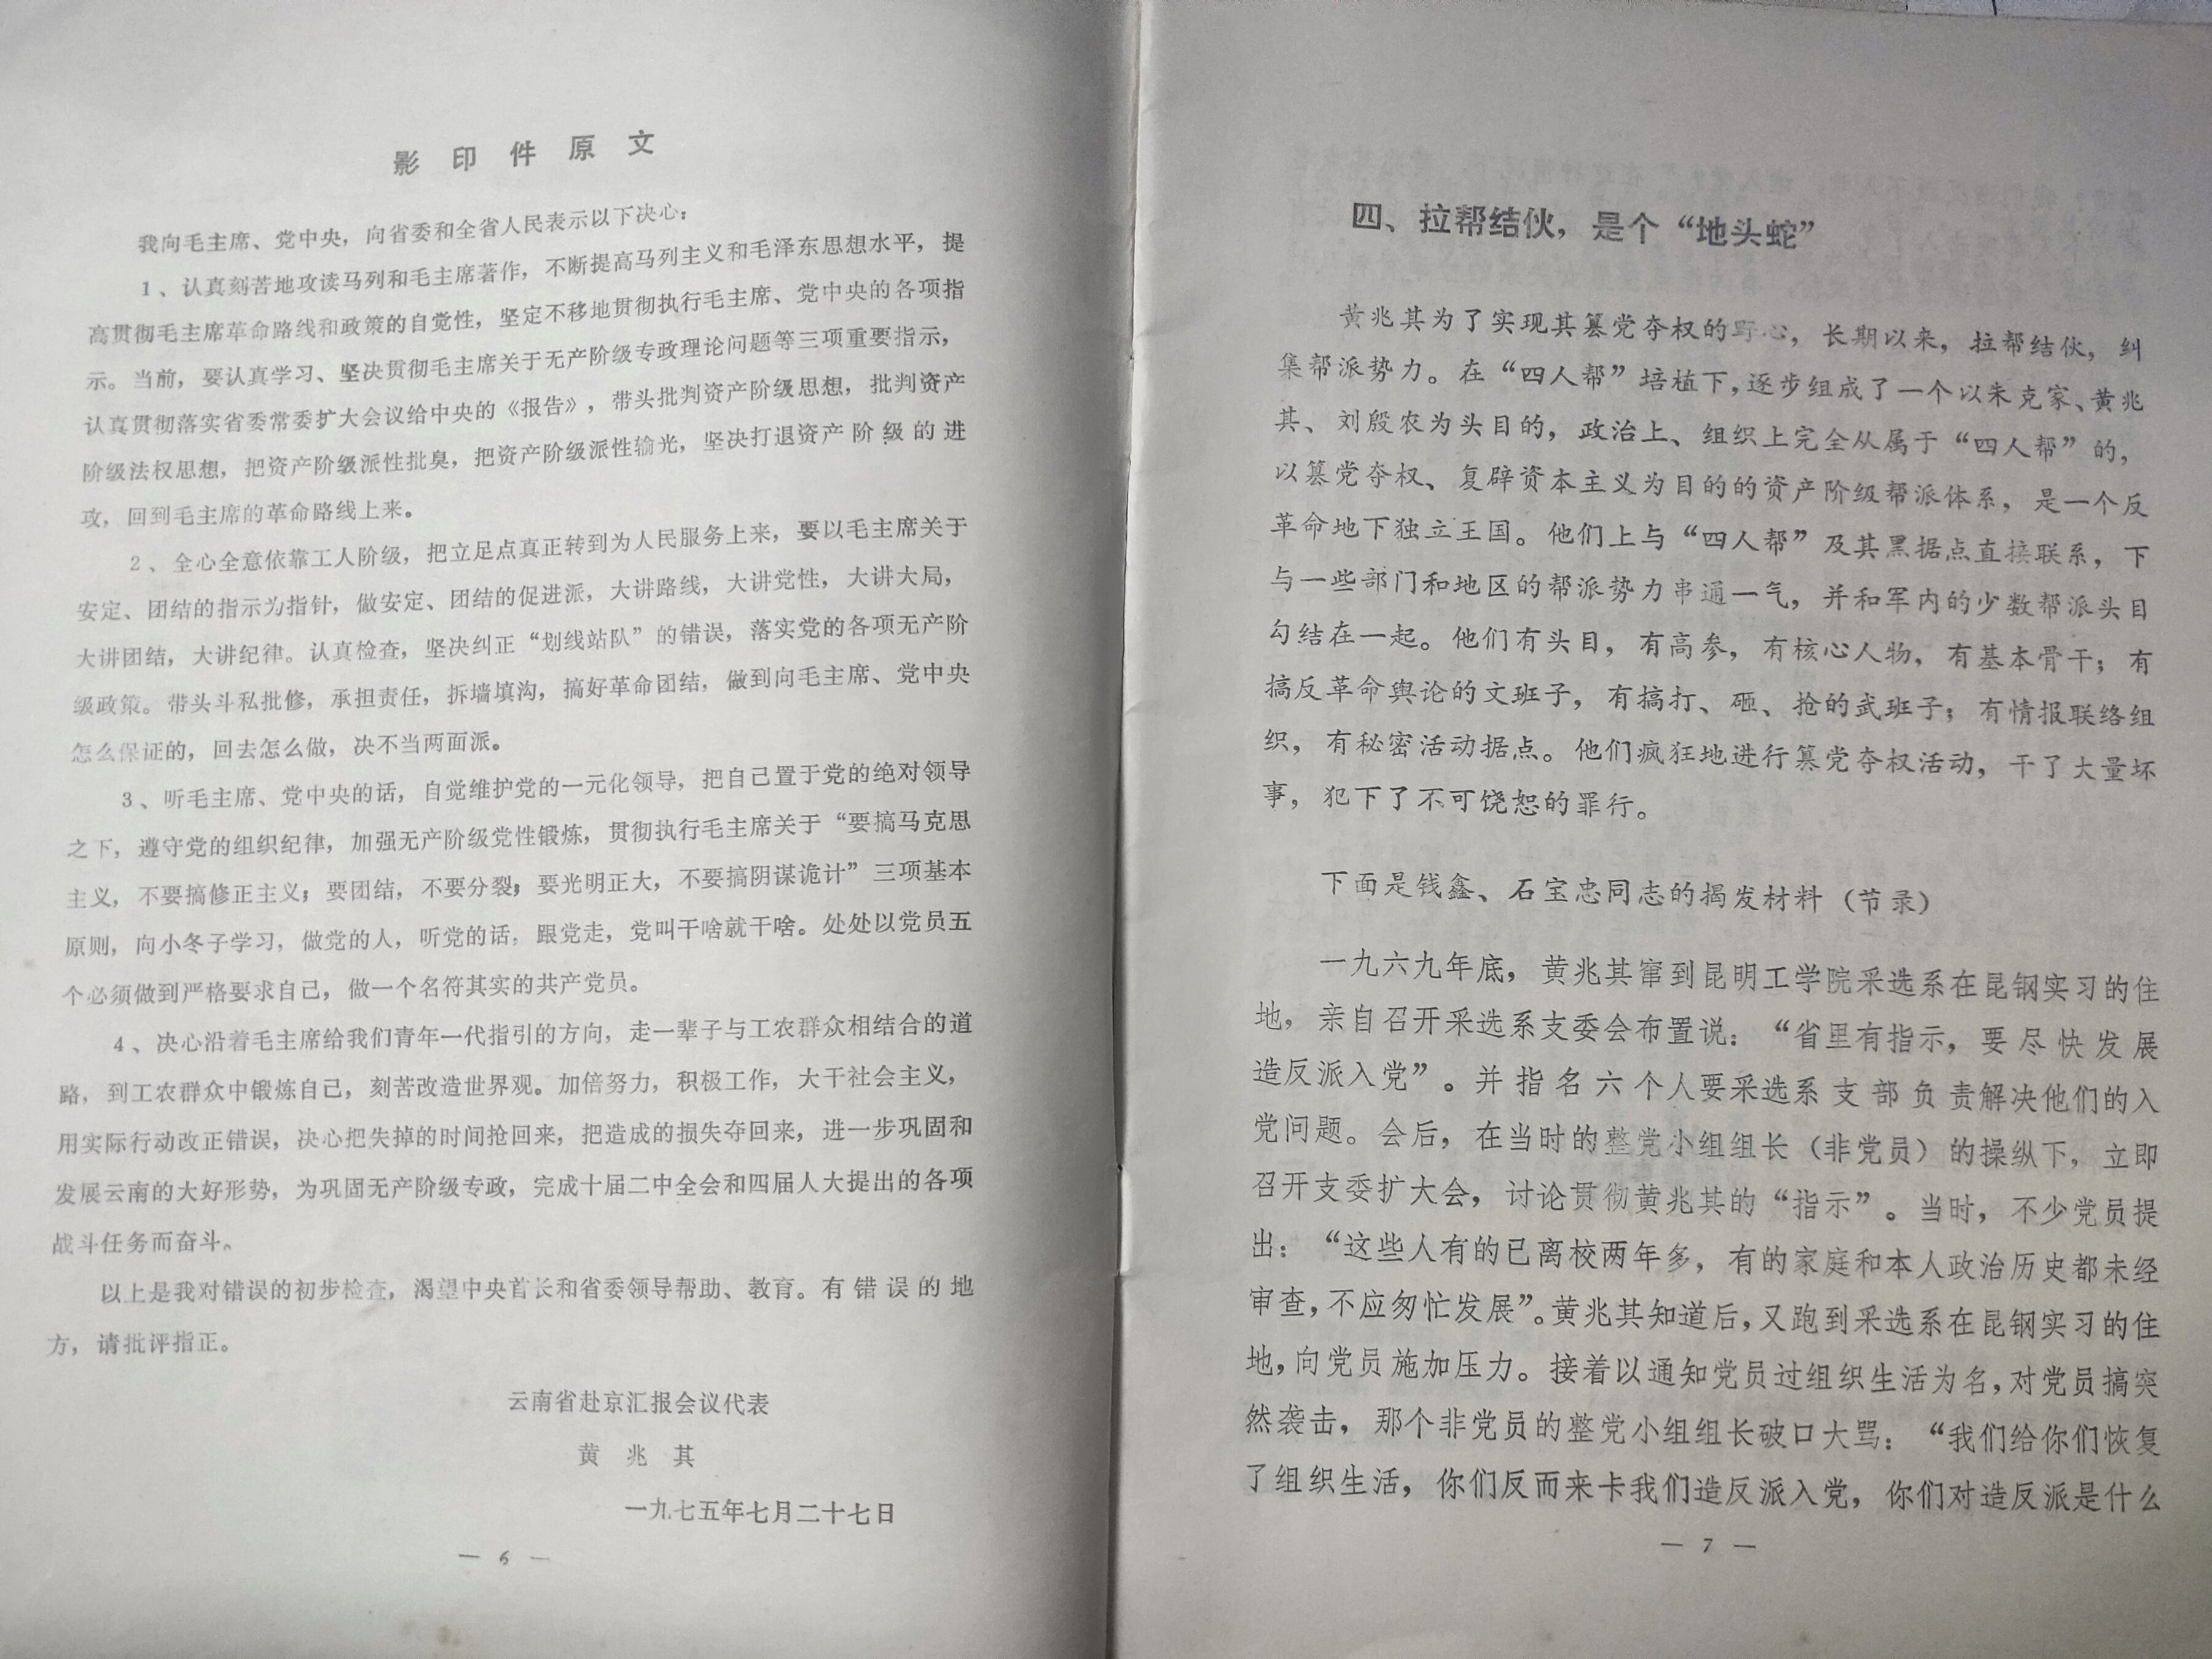 影印件原文
我向毛主席、党中央，向省委和全省人民表示以下决心：
1、认真刻苦地攻读马列和毛主席著作，不断提高马列主义和毛泽东思想水平，提
高贯彻毛主席革命路线和政策的自觉性，坚定不移地贯彻执行毛主席、党中央的各项指
示。当前，要认真学习、坚决贯彻毛主席关于无产阶级专政理论问题等三项重要指示，
认真贯彻落实省委常委扩大会议给中央的《报告》，带头批判资产阶级思想，批判资产
阶级法权思想，把资产阶级派性批臭，把资产阶级派性输光，坚决打退资产阶级的进
攻，回到毛主席的革命路线上来。
2、全心全意依靠工人阶级，把立足点真正转到为人民服务上来，要以毛主席关于
安定、团结的指示为指针，做安定、团结的促进派，大讲路线，大讲党性，大讲大局，
大讲团结，大讲纪律。认真检查，坚决纠正“划线站队”的错误，落实党的各项无产阶
级政策。带头斗私批修，承担责任，拆墙填沟，搞好革命团结，做到向毛主席、党中央
怎么保证的，回去怎么做，决不当两面派。
3、听毛主席、党中央的话，自觉维护党的一元化领导，把自己置于党的绝对领导
之下，遵守党的组织纪律，加强无产阶级党性锻炼，贯彻执行毛主席关于“要搞马克思
主义，不要搞修正主义；要团结，不要分裂；要光明正大，不要搞阴谋诡计”三项基本
原则，向小冬子学习，做党的人，听党的话，跟党走，党叫干啥就干啥。处处以党员五
个必须做到严格要求自己，做一个名符其实的共产党员。
4、决心沿着毛主席给我们青年一代指引的方向，走一辈子与工农群众相结合的道
路，到工农群众中锻炼自己，刻苦改造世界观。加倍努力，积极工作，大干社会主义，
用实际行动改正错误，决心把失掉的时间抢回来，把造成的损失夺回来，进一步巩固和
发展云南的大好形势，为巩固无产阶级专政，完成十届二中全会和四届人大提出的各项
战斗任务而奋斗。
以上是我对错误的初步检查，渴望中央首长和省委领导帮助、教育。有错误的地
方，请批评指正。
云南省赴京汇报会议代表
黄兆其
一九七五年七月二十七日
— 6 —
四、拉帮结伙，是个“地头蛇”
黄兆其为了实现其篡党夺权的野心，长期以来，拉帮结伙，纠
集帮派势力。在“四人帮”培植下，逐步组成了一个以朱克家、黄兆
其、刘殷农为头目的，政治上、组织上完全从属于“四人帮”的，
以篡党夺权、复辟资本主义为目的的资产阶级帮派体系，是一个反
革命地下独立王国。他们上与“四人帮”及其黑据点直接联系，下
与一些部门和地区的帮派势力串通一气，并和军内的少数帮派头目
勾结在一起。他们有头目，有高参，有核心人物，有基本骨干；有
搞反革命舆论的文班子，有搞打、砸、抢的武班子；有情报联络组
织，有秘密活动据点。他们疯狂地进行篡党夺权活动，干了大量坏
事，犯下了不可饶恕的罪行。
下面是钱鑫、石宝忠同志的揭发材料（节录）
一九六九年底，黄兆其窜到昆明工学院采选系在昆钢实习的住
地，亲自召开采选系支委会布置说：“省里有指示，要尽快发展
造反派入党”。并指名六个人要采选系支部负责解决他们的入
党问题。会后，在当时的整党小组组长（非党员）的操纵下，立即
召开支委扩大会，讨论贯彻黄兆其的“指示”。当时，不少党员提
出：“这些人有的已离校两年多，有的家庭和本人政治历史都未经
审查，不应匆忙发展”。黄兆其知道后，又跑到采选系在昆钢实习的住
地，向党员施加压力。接着以通知党员过组织生活为名，对党员搞突
然袭击，那个非党员的整党小组组长破口大骂：“我们给你们恢复
了组织生活，你们反而来卡我们造反派入党，你们对造反派是什么
— 7 —